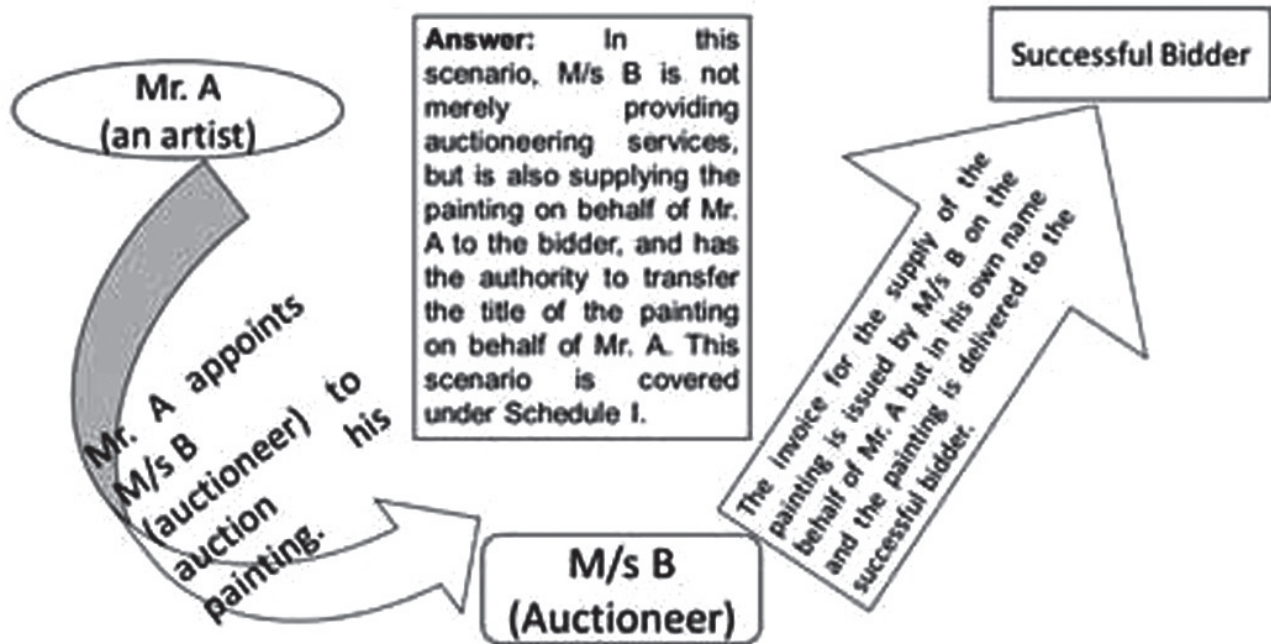 Mr. A
(an artist)
Mr. A appoints
M/s B
(auctioneer) to
auction his
painting.
Answer: In this
scenario, M/s B is not
merely providing
auctioneering services,
but is also supplying the
painting on behalf of Mr.
A to the bidder, and has
the authority to transfer
the title of the painting
on behalf of Mr. A. This
scenario is covered
under Schedule I.
M/s B
(Auctioneer)
The invoice for the supply of the
painting is issued by M/s B on the
behalf of Mr. A but in his own name
and the painting is delivered to the
successful bidder.
Successful Bidder